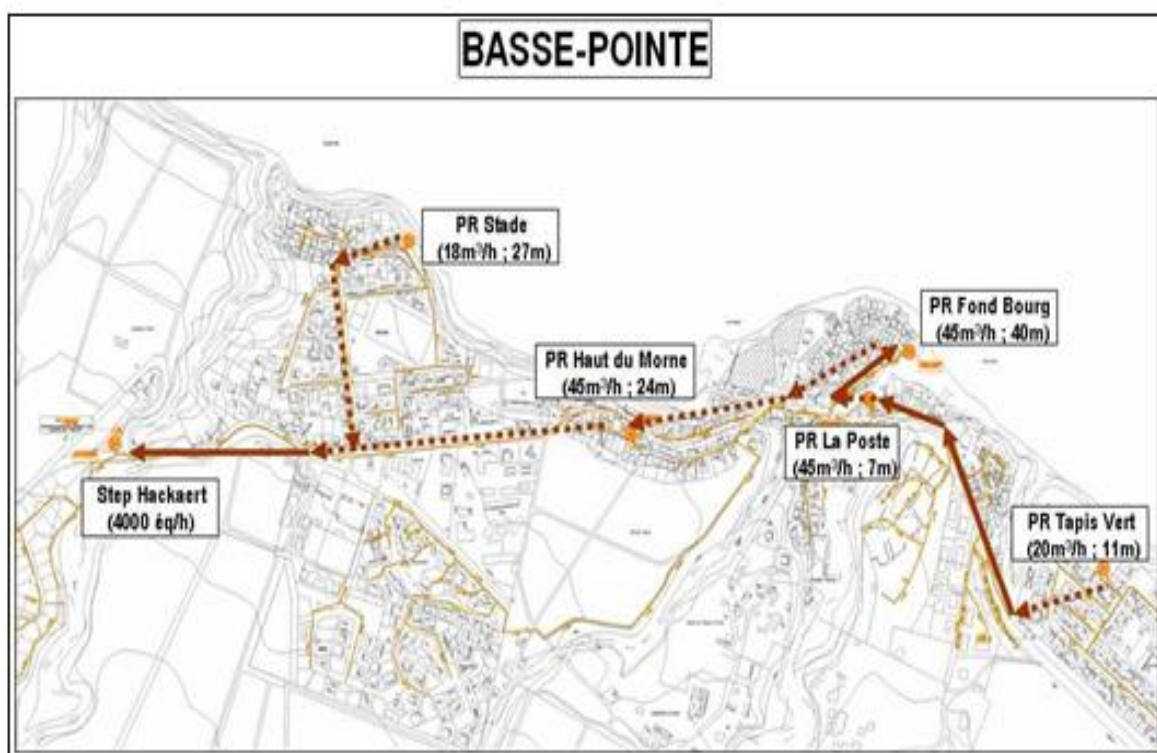 BASSE-POINTE
PR Stade
(18m³/h ; 27m)
PR Fond Bourg
(45m³/h ; 40m)
PR Haut du Morne
(45m³/h ; 24m)
PR La Poste
(45m³/h ; 7m)
Step Hackaert
(4000 éq/h)
PR Tapis Vert
(20m³/h ; 11m)